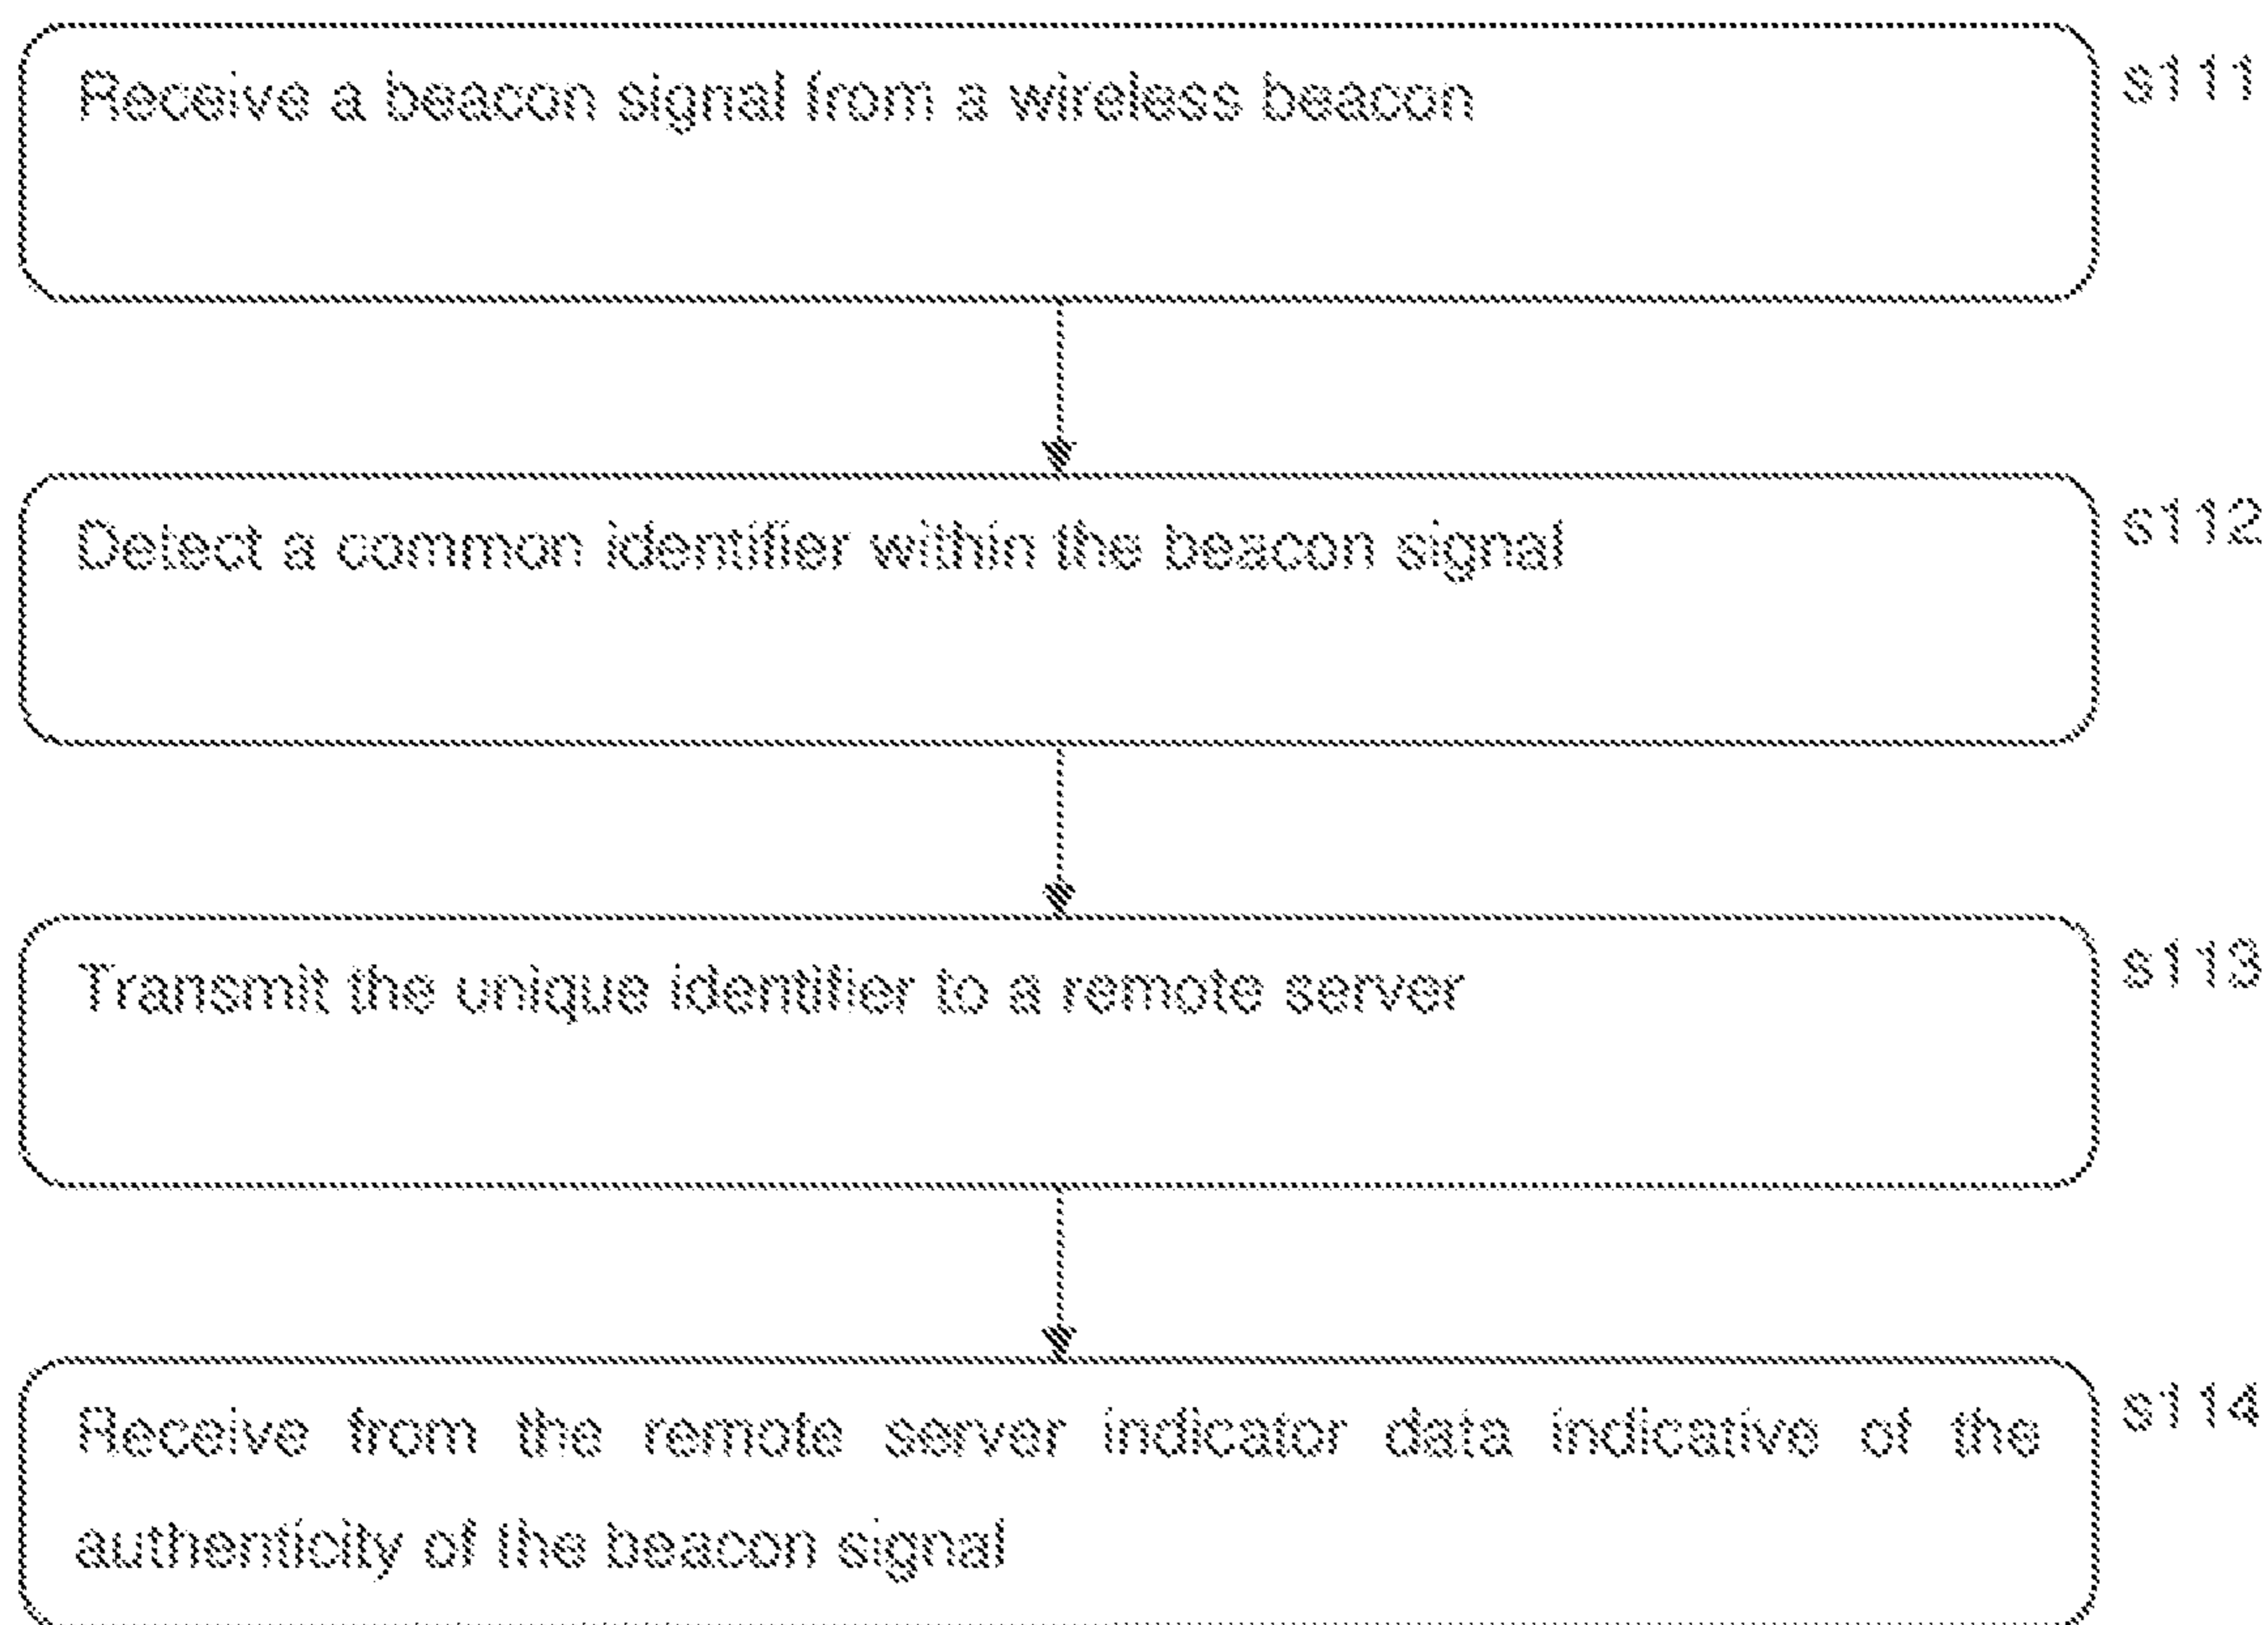 Receive a beacon signal from a wireless beacon s111
Detect a common identifier within the beacon signal s112
Transmit the unique identifier to a remote server s113
Receive from the remote server indicator data indicative of the s114
authenticity of the beacon signal